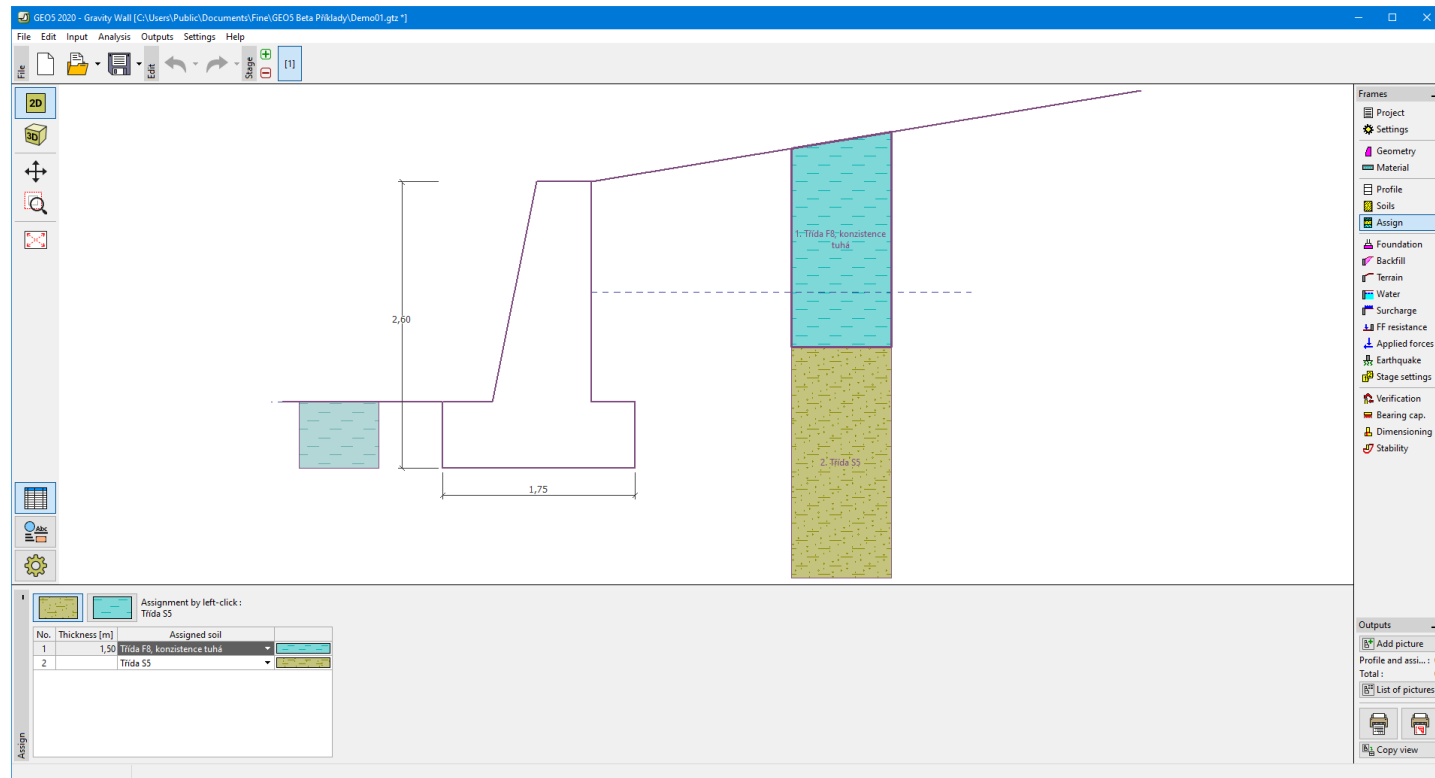 GEO5 2020 - Gravity Wall [C:\Users\Public\Documents\Fine\GEO5 Beta Příklady\Demo01.gtz *]
File Edit Input Analysis Outputs Settings Help
File
Edit
Stage
[1]
2D
3D
Abc
2,60
1,75
1. Třída F8, konzistence
tuhá
2. Třída S5
Frames
Project
Settings
Geometry
Material
Profile
Soils
Assign
Foundation
Backfill
Terrain
Water
Surcharge
FF resistance
Applied forces
Earthquake
Stage settings
Verification
Bearing cap.
Dimensioning
Stability
Assign
Assignment by left-click :
Třída S5
No. Thickness [m] Assigned soil
1 1,50 Třída F8, konzistence tuhá
2 Třída S5
Outputs
Add picture
Profile and assi... :
Total :
List of pictures
Copy view